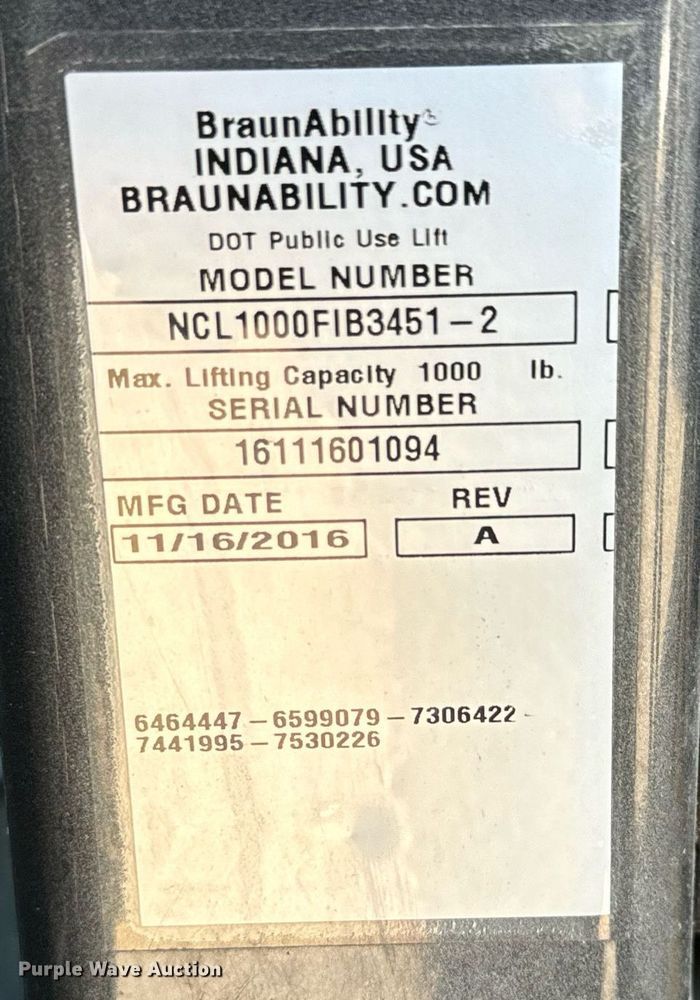 BraunAbility®
INDIANA, USA
BRAUNABILITY.COM
DOT Public Use Lift
MODEL NUMBER
NCL1000FIB3451-2
Max. Lifting Capacity 1000 lb.
SERIAL NUMBER
16111601094
MFG DATE REV
11/16/2016 A
6464447-6599079-7306422-
7441995-7530226
Purple Wave Auction